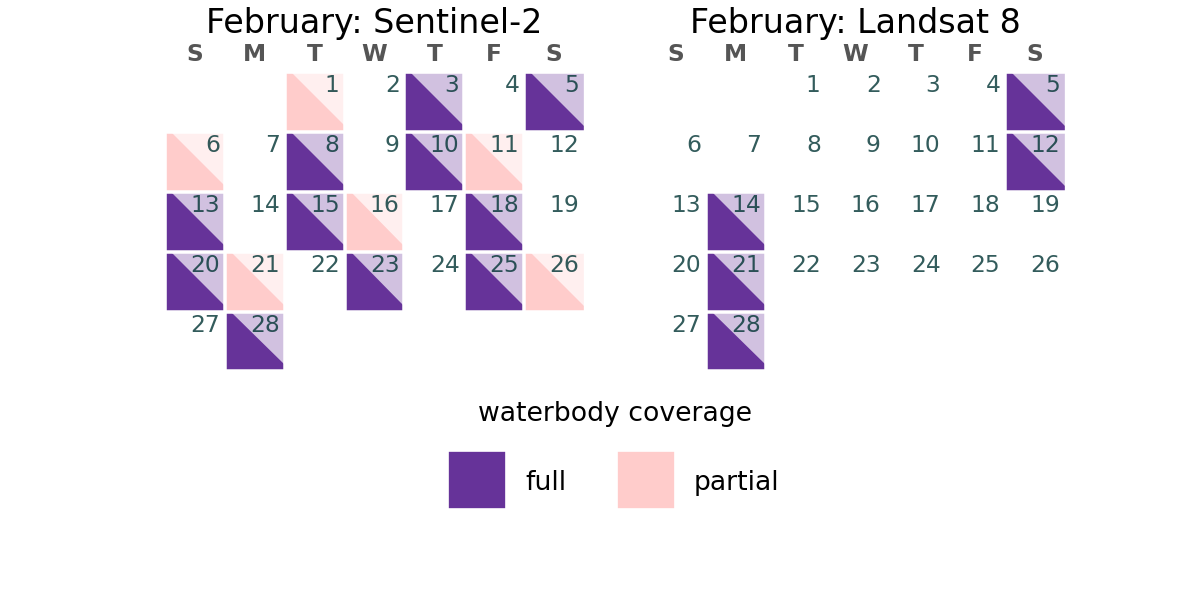 February: Sentinel-2
S M T W T F S
1 2 3 4 5
6 7 8 9 10 11 12
13 14 15 16 17 18 19
20 21 22 23 24 25 26
27 28
February: Landsat 8
S M T W T F S
1 2 3 4 5
6 7 8 9 10 11 12
13 14 15 16 17 18 19
20 21 22 23 24 25 26
27 28
waterbody coverage
full partial